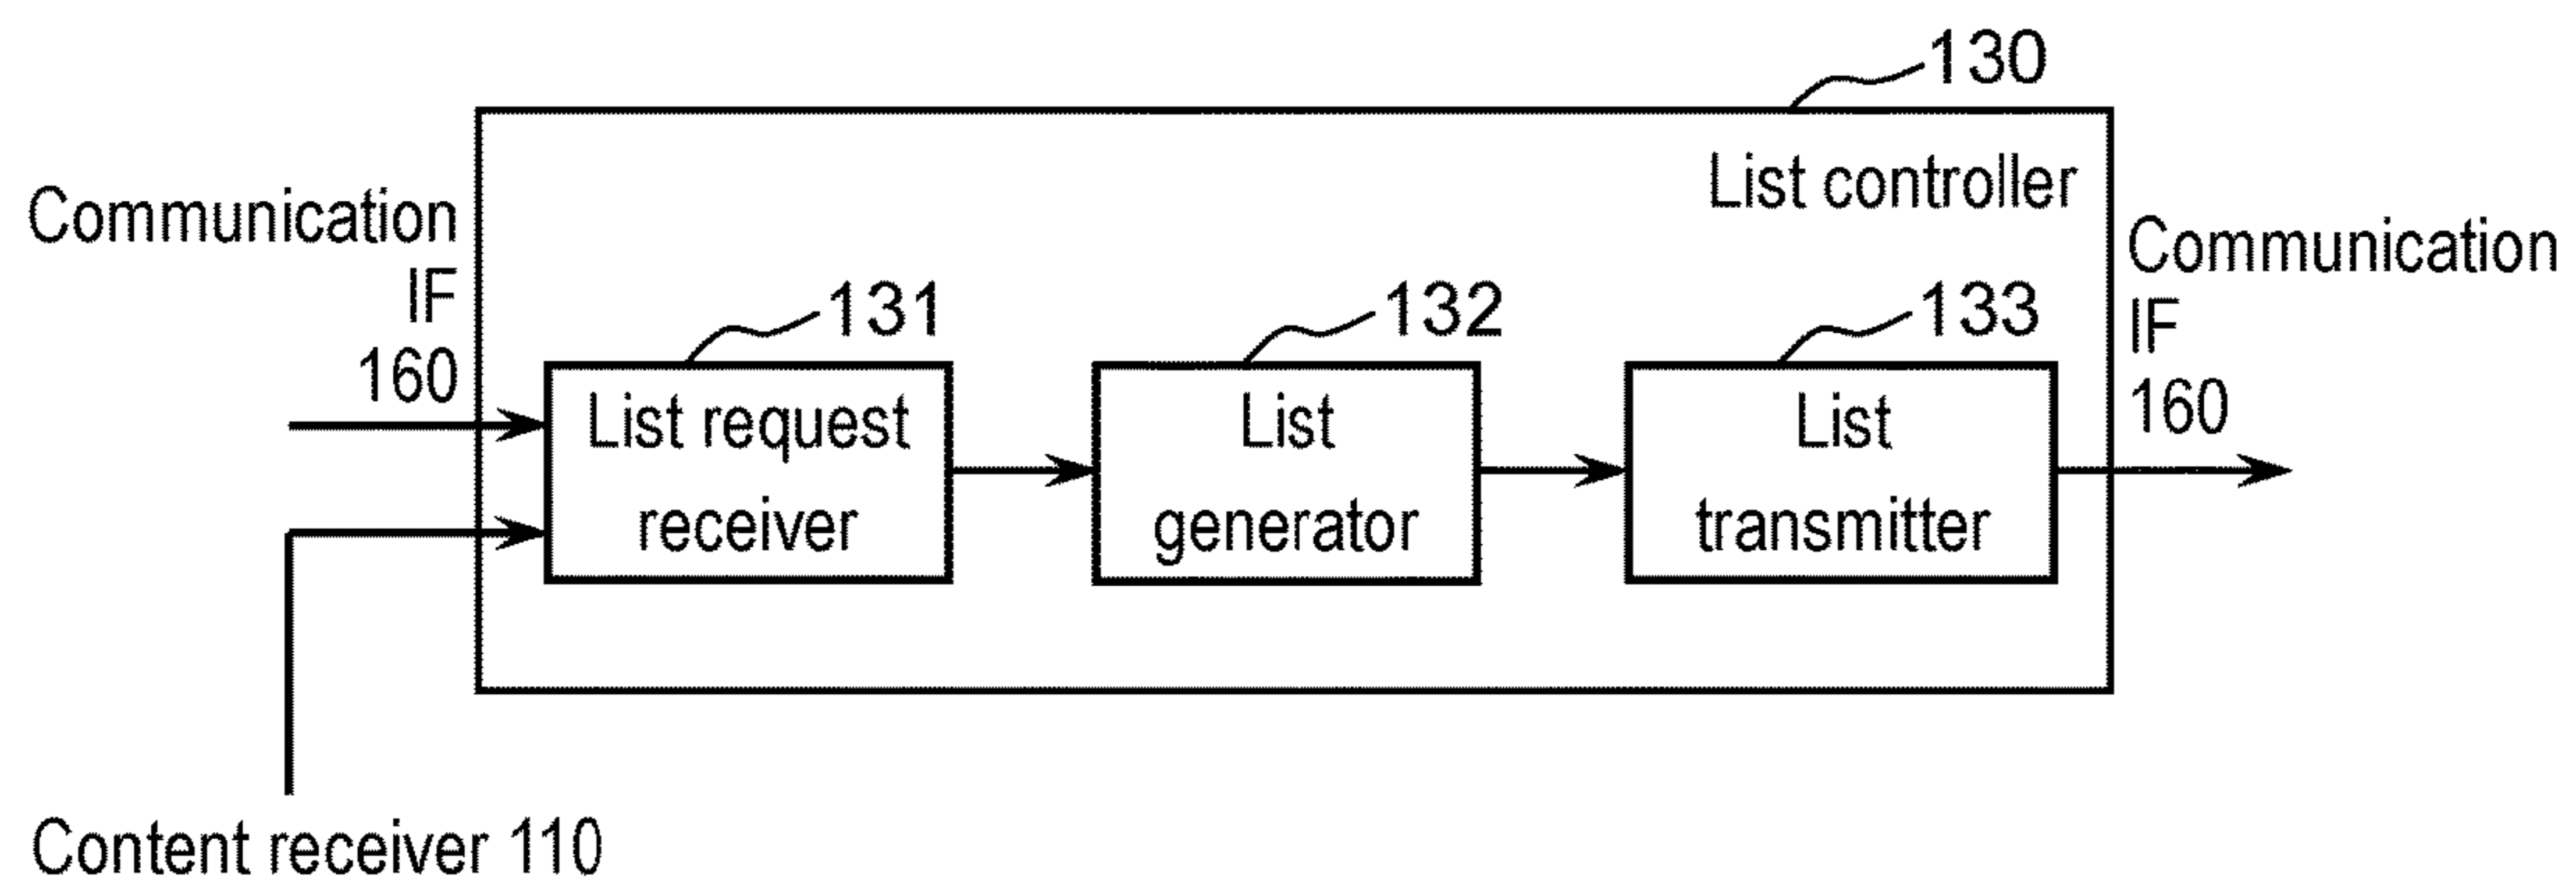 130
List controller
Communication
IF
160
131
132
133
Communication
IF
160
List request
receiver
List
generator
List
transmitter
Content receiver 110